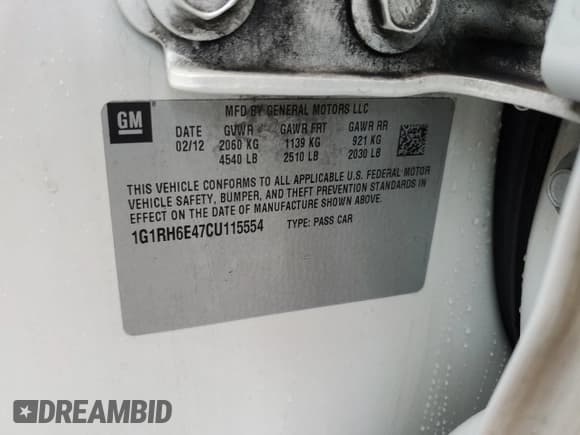 GM
MFD BY GENERAL MOTORS LLC
DATE GVWR GAWR FRT GAWR RR
02/12 2060 KG 1139 KG 921 KG
4540 LB 2510 LB 2030 LB
THIS VEHICLE CONFORMS TO ALL APPLICABLE U.S. FEDERAL MOTOR
VEHICLE SAFETY, BUMPER, AND THEFT PREVENTION STANDARDS IN
EFFECT ON THE DATE OF MANUFACTURE SHOWN ABOVE.
1G1RH6E47CU115554 TYPE: PASS CAR
DREAMBID